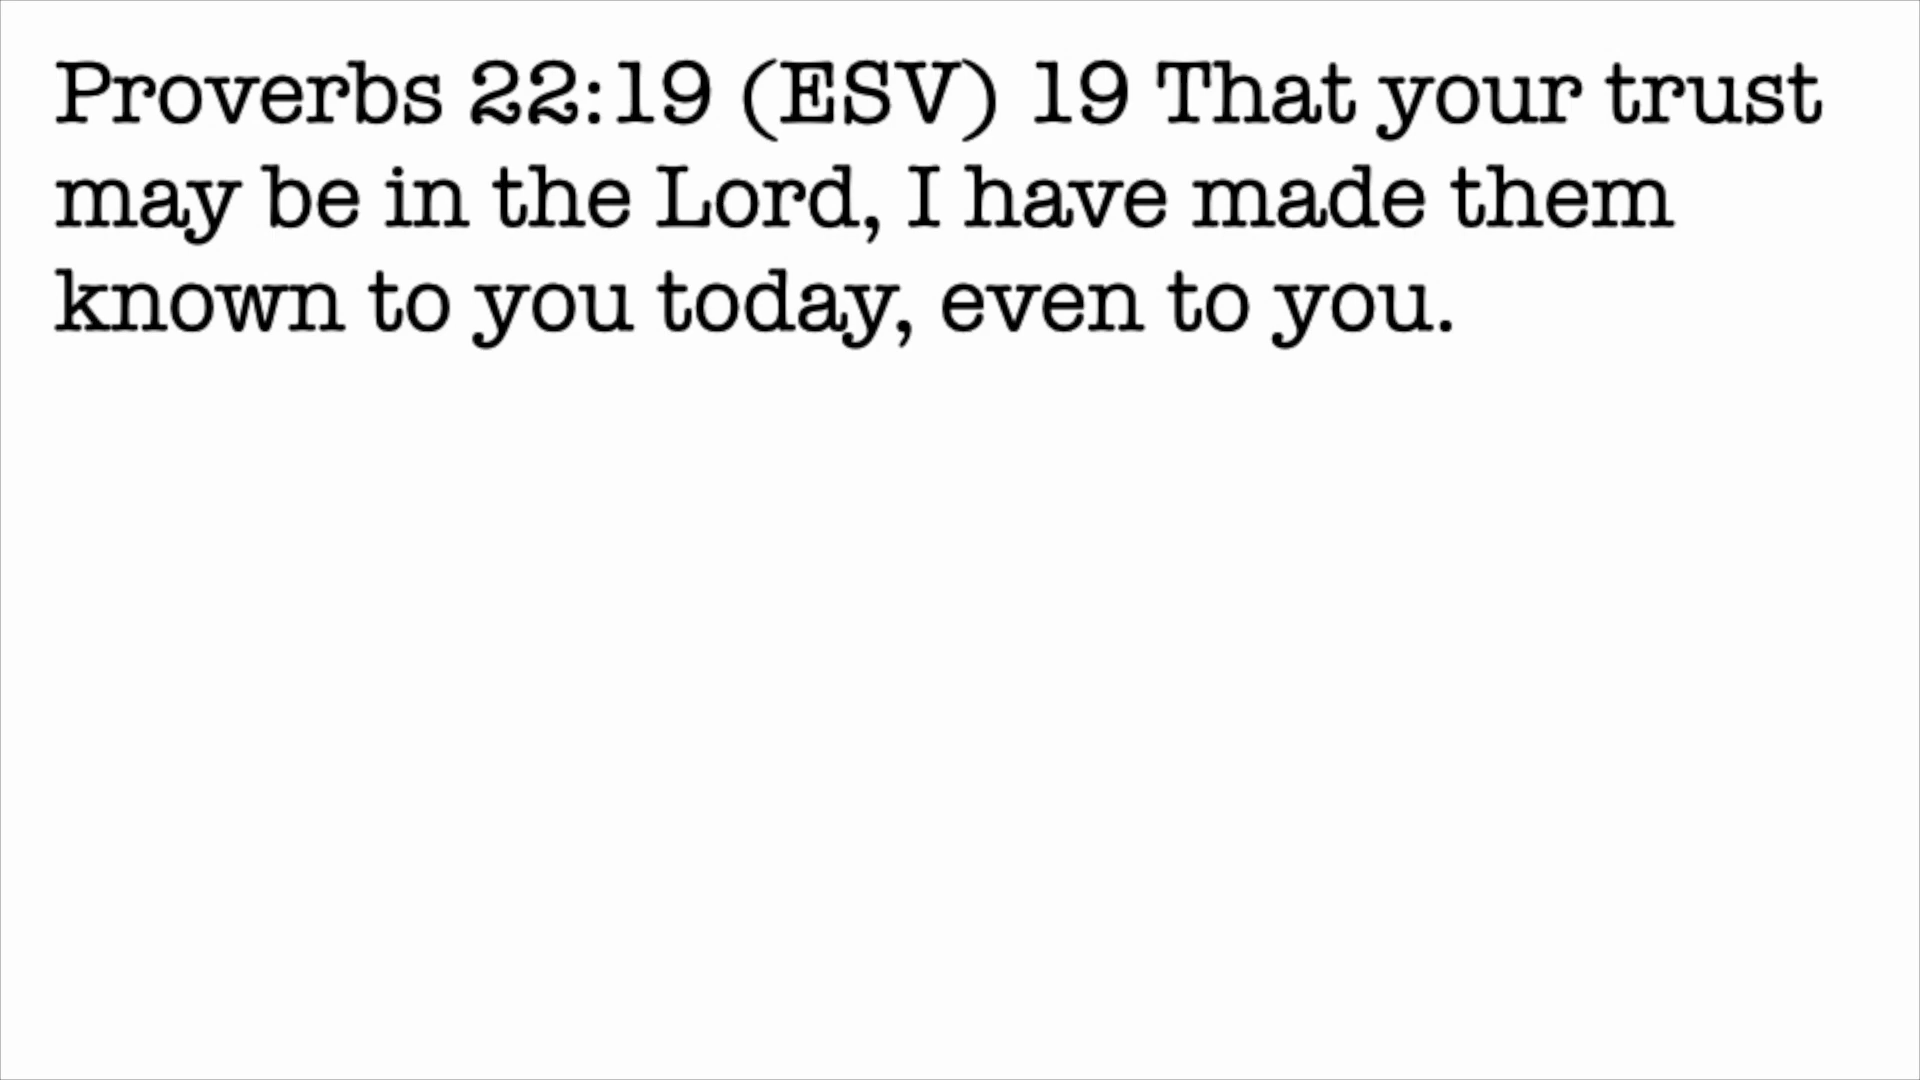 Proverbs 22:19 (ESV) 19 That your trust
may be in the Lord, I have made them
known to you today, even to you.